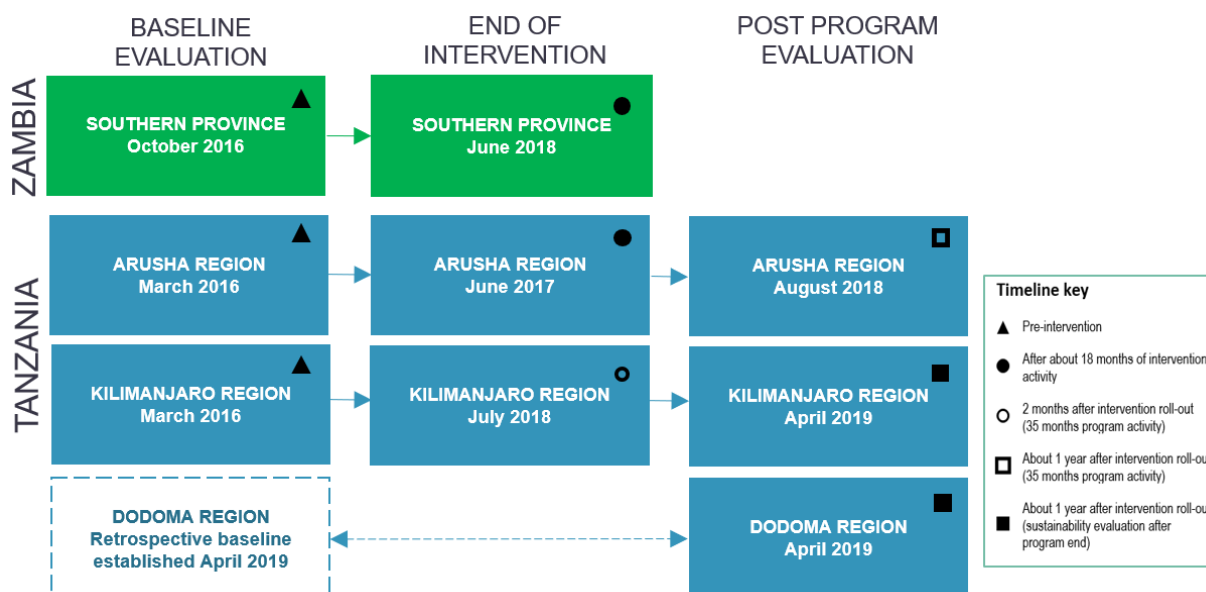 BASELINE
EVALUATION
END OF
INTERVENTION
POST PROGRAM
EVALUATION
ZAMBIA
SOUTHERN PROVINCE
October 2016
SOUTHERN PROVINCE
June 2018
TANZANIA
ARUSHA REGION
March 2016
ARUSHA REGION
June 2017
ARUSHA REGION
August 2018
KILIMANJARO REGION
March 2016
KILIMANJARO REGION
July 2018
KILIMANJARO REGION
April 2019
DODOMA REGION
Retrospective baseline
established April 2019
DODOMA REGION
April 2019
Timeline key
Pre-intervention
After about 18 months of intervention
activity
2 months after intervention roll-out
(35 months program activity)
About 1 year after intervention roll-out
(35 months program activity)
About 1 year after intervention roll-out
(sustainability evaluation after
program end)